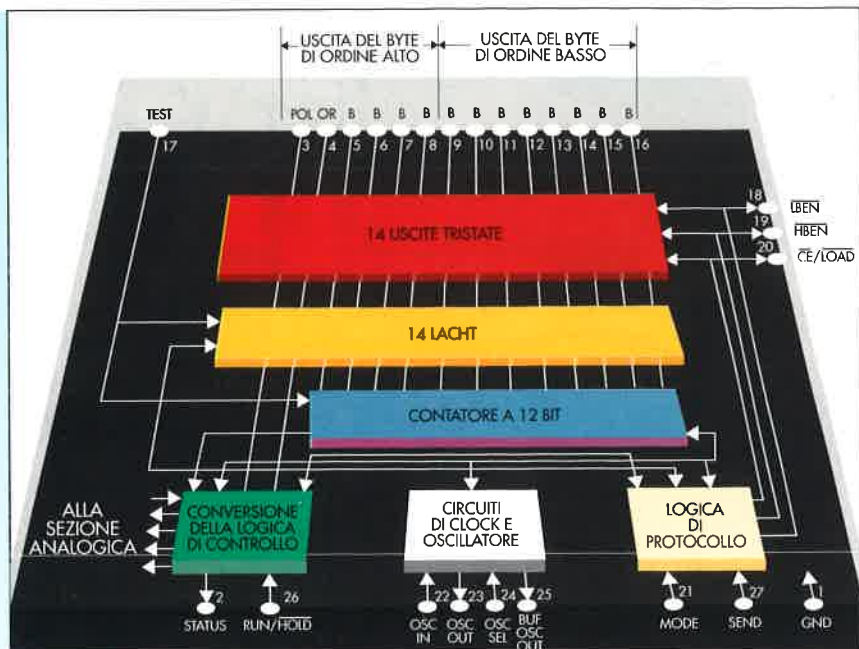 USCITA DEL BYTE
DI ORDINE ALTO
USCITA DEL BYTE
DI ORDINE BASSO
TEST POL OR B B B B B B B B B B B B
17 3 4 5 6 7 8 9 10 11 12 13 14 15 16
14 USCITE TRISTATE
18 LBEN
19 HBEN
20 CE/LOAD
14 LACHT
CONTATORE A 12 BIT
ALLA
SEZIONE
ANALOGICA
CONVERSIONE
DELLA LOGICA
DI CONTROLLO
CIRCUITI
DI CLOCK E
OSCILLATORE
LOGICA
DI
PROTOCOLLO
2 26 22 23 24 25 21 27 1
STATUS
RUN/HOLD
OSC
IN
OSC
OUT
OSC
SEL
BUF
OSC
OUT
MODE
SEND
GND